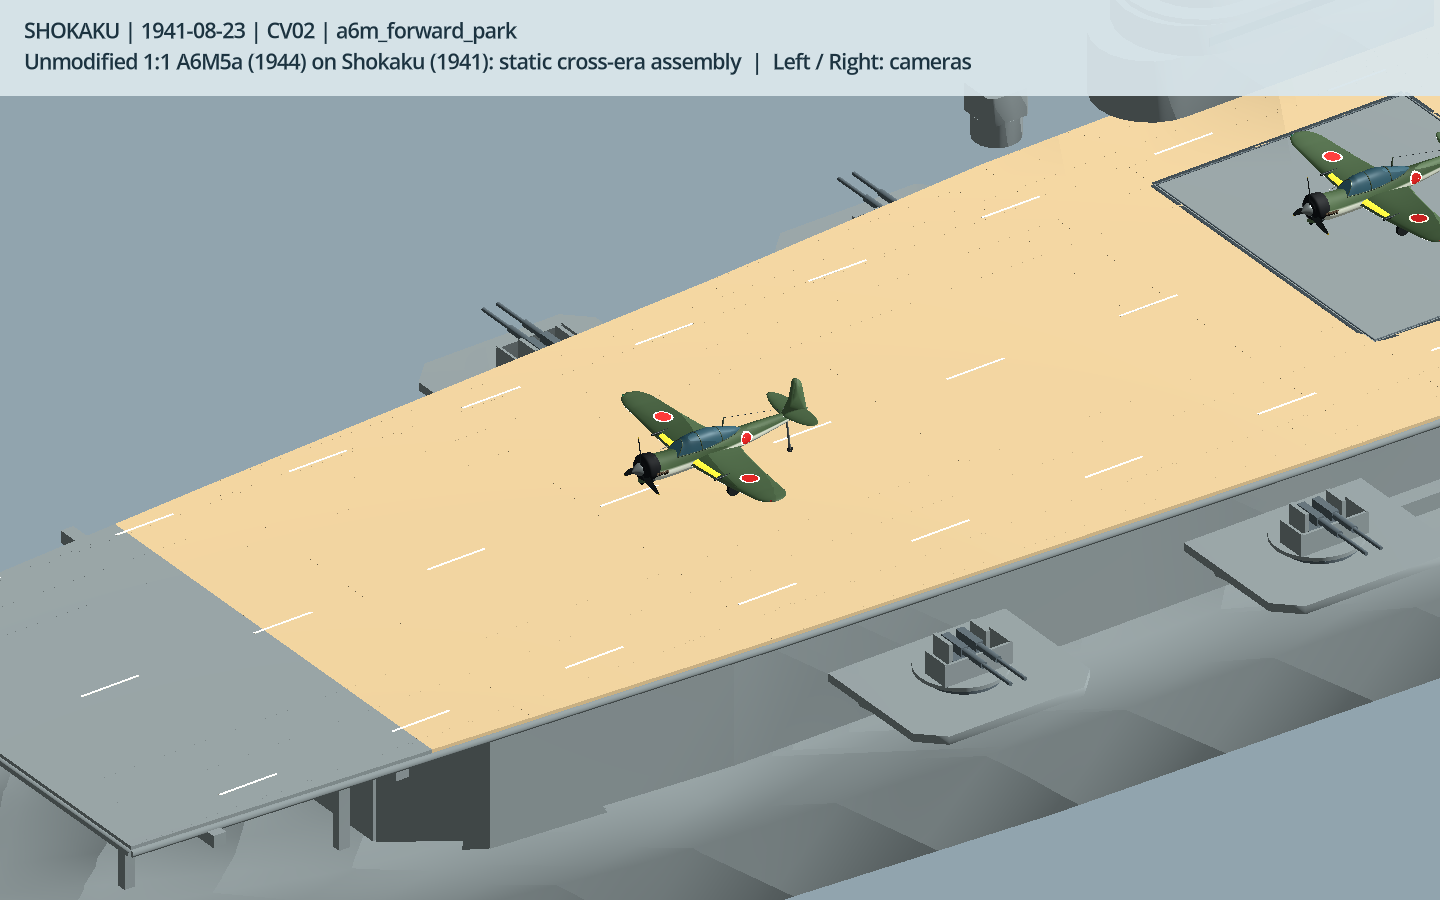 SHOKAKU | 1941-08-23 | CV02 | a6m_forward_park
Unmodified 1:1 A6M5a (1944) on Shokaku (1941): static cross-era assembly | Left / Right: cameras